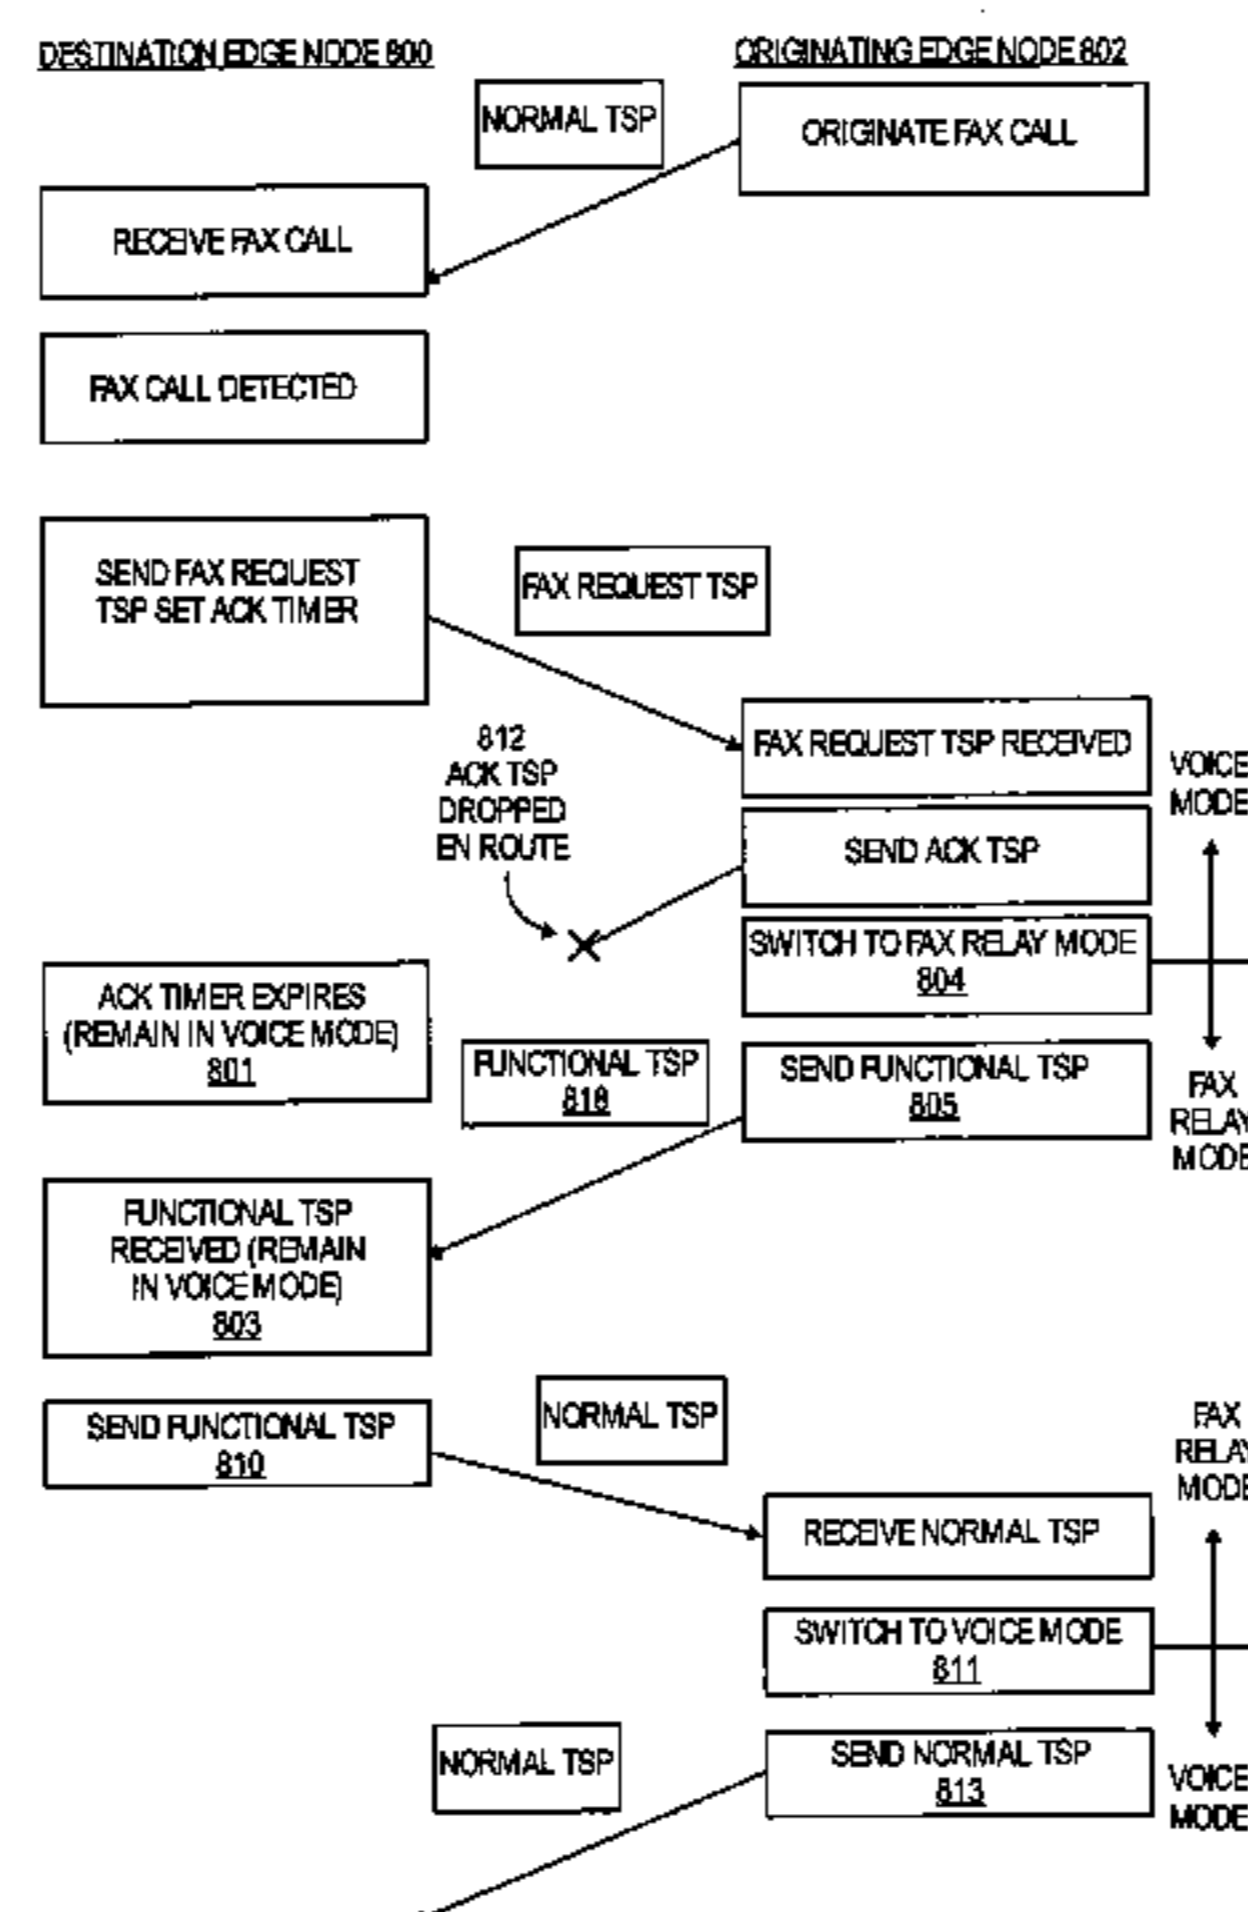 DESTINATION EDGE NODE 800
ORIGINATING EDGE NODE 802
NORMAL TSP
ORIGINATE FAX CALL
RECEIVE FAX CALL
FAX CALL DETECTED
SEND FAX REQUEST
TSP SET ACK TIMER
FAX REQUEST TSP
FAX REQUEST TSP RECEIVED
VOICE
MODE
812
ACK TSP
DROPPED
EN ROUTE
SEND ACK TSP
SWITCH TO FAX RELAY MODE
804
ACK TIMER EXPIRES
(REMAIN IN VOICE MODE)
801
FUNCTIONAL TSP
818
SEND FUNCTIONAL TSP
805
FAX
RELAY
MODE
FUNCTIONAL TSP
RECEIVED (REMAIN
IN VOICE MODE)
803
SEND FUNCTIONAL TSP
810
NORMAL TSP
FAX
RELAY
MODE
RECEIVE NORMAL TSP
SWITCH TO VOICE MODE
811
NORMAL TSP
SEND NORMAL TSP
813
VOICE
MODE